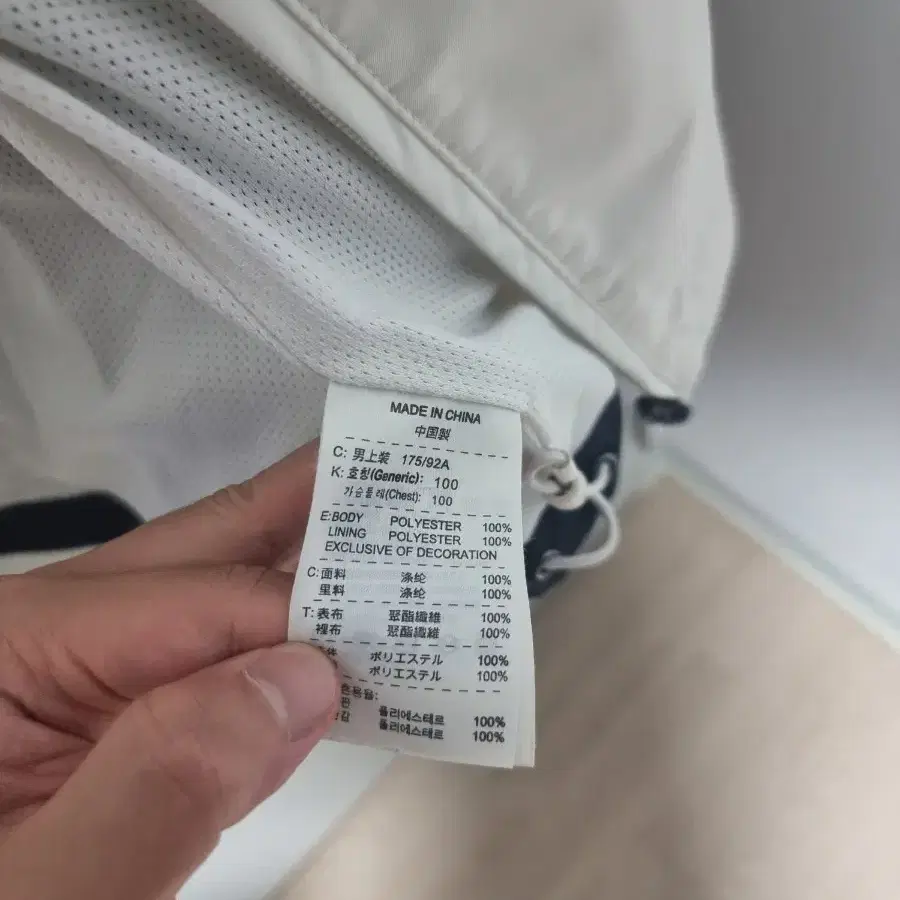 MADE IN CHINA
中国製
C: 男上装 175/92A
K: 호칭(Generic): 100
가슴둘레(Chest): 100
E:BODY POLYESTER 100%
LINING POLYESTER 100%
EXCLUSIVE OF DECORATION
C:面料 涤纶 100%
里料 涤纶 100%
T:表布 聚酯纖維 100%
裡布 聚酯纖維 100%
ポリエステル 100%
ポリエステル 100%
혼용율:
폴리에스테르 100%
폴리에스테르 100%